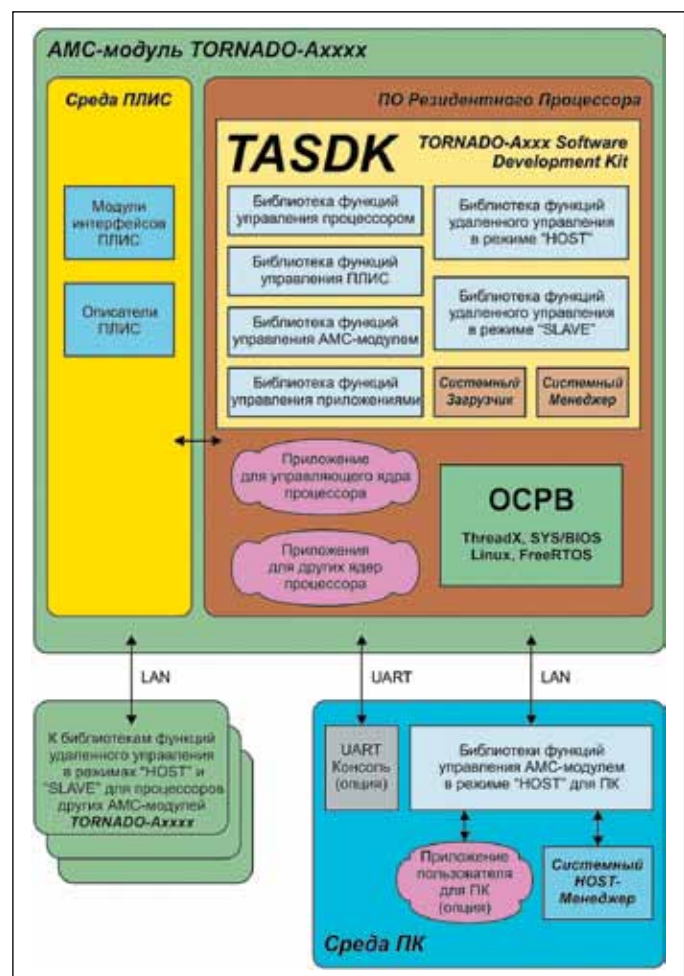 АМС-модуль TORNADO-Axxxx
Среда ПЛИС
Модули
интерфейсов
ПЛИС
Описатели
ПЛИС
ПО Резидентного Процессора
TASDK
TORNADO-Axxx Software
Development Kit
Библиотека функций
управления процессором
Библиотека функций
управления ПЛИС
Библиотека функций
управления АМС-модулем
Библиотека функций
управления приложениями
Библиотека функций
удаленного управления
в режиме "HOST"
Библиотека функций
удаленного управления
в режиме "SLAVE"
Системный
Загрузчик
Системный
Менеджер
Приложение
для управляющего ядра
процессора
Приложения
для других ядер
процессора
ОСРВ
ThreadX, SYS/BIOS
Linux, FreeRTOS
LAN
UART
LAN
К библиотекам функций
удаленного управления
в режимах "HOST" и
"SLAVE" для процессоров
других АМС-модулей
TORNADO-Axxxx
UART
Консоль
(опция)
Библиотеки функций
управления АМС-модулем
в режиме "HOST" для ПК
Приложение
пользователя
для ПК
(опция)
Системный
HOST-
Менеджер
Среда ПК